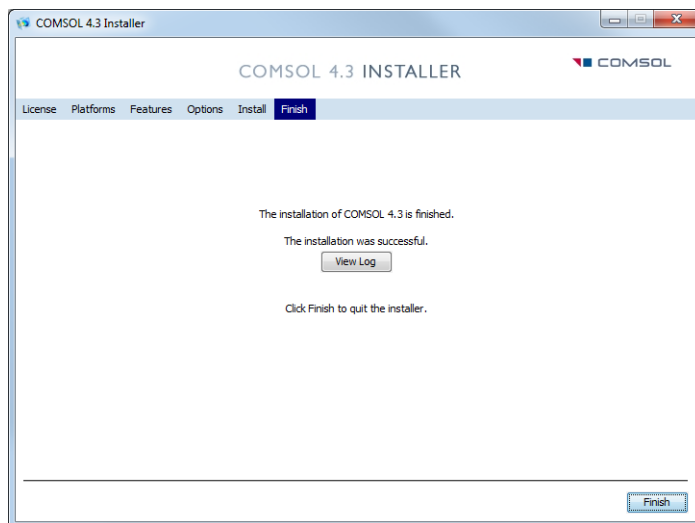 COMSOL 4.3 Installer
COMSOL 4.3 INSTALLER
COMSOL
License Platforms Features Options Install Finish
The installation of COMSOL 4.3 is finished.
The installation was successful.
View Log
Click Finish to quit the installer.
Finish